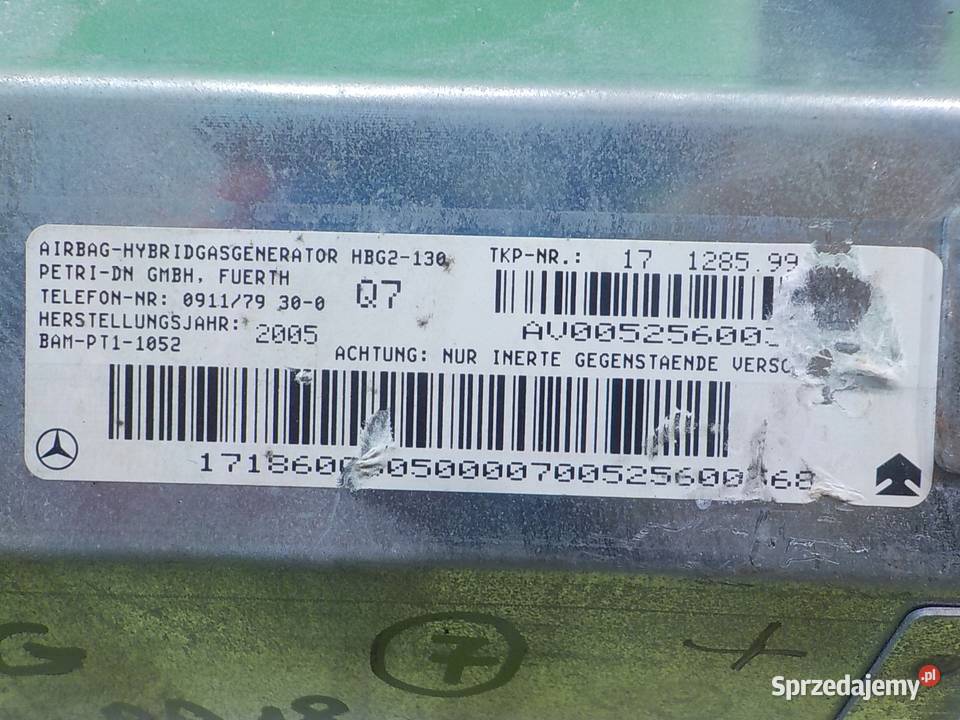 AIRBAG-HYBRIDGASGENERATOR HBG2-130
PETRI-DN GMBH, FUERTH
TELEFON-NR: 0911/79 30-0
Q7
HERSTELLUNGSJAHR: 2005
BAM-PT1-1052
TKP-NR.: 17 1285.99
ACHTUNG: NUR INERTE GEGENSTAENDE
7
Sprzedajemy.pl